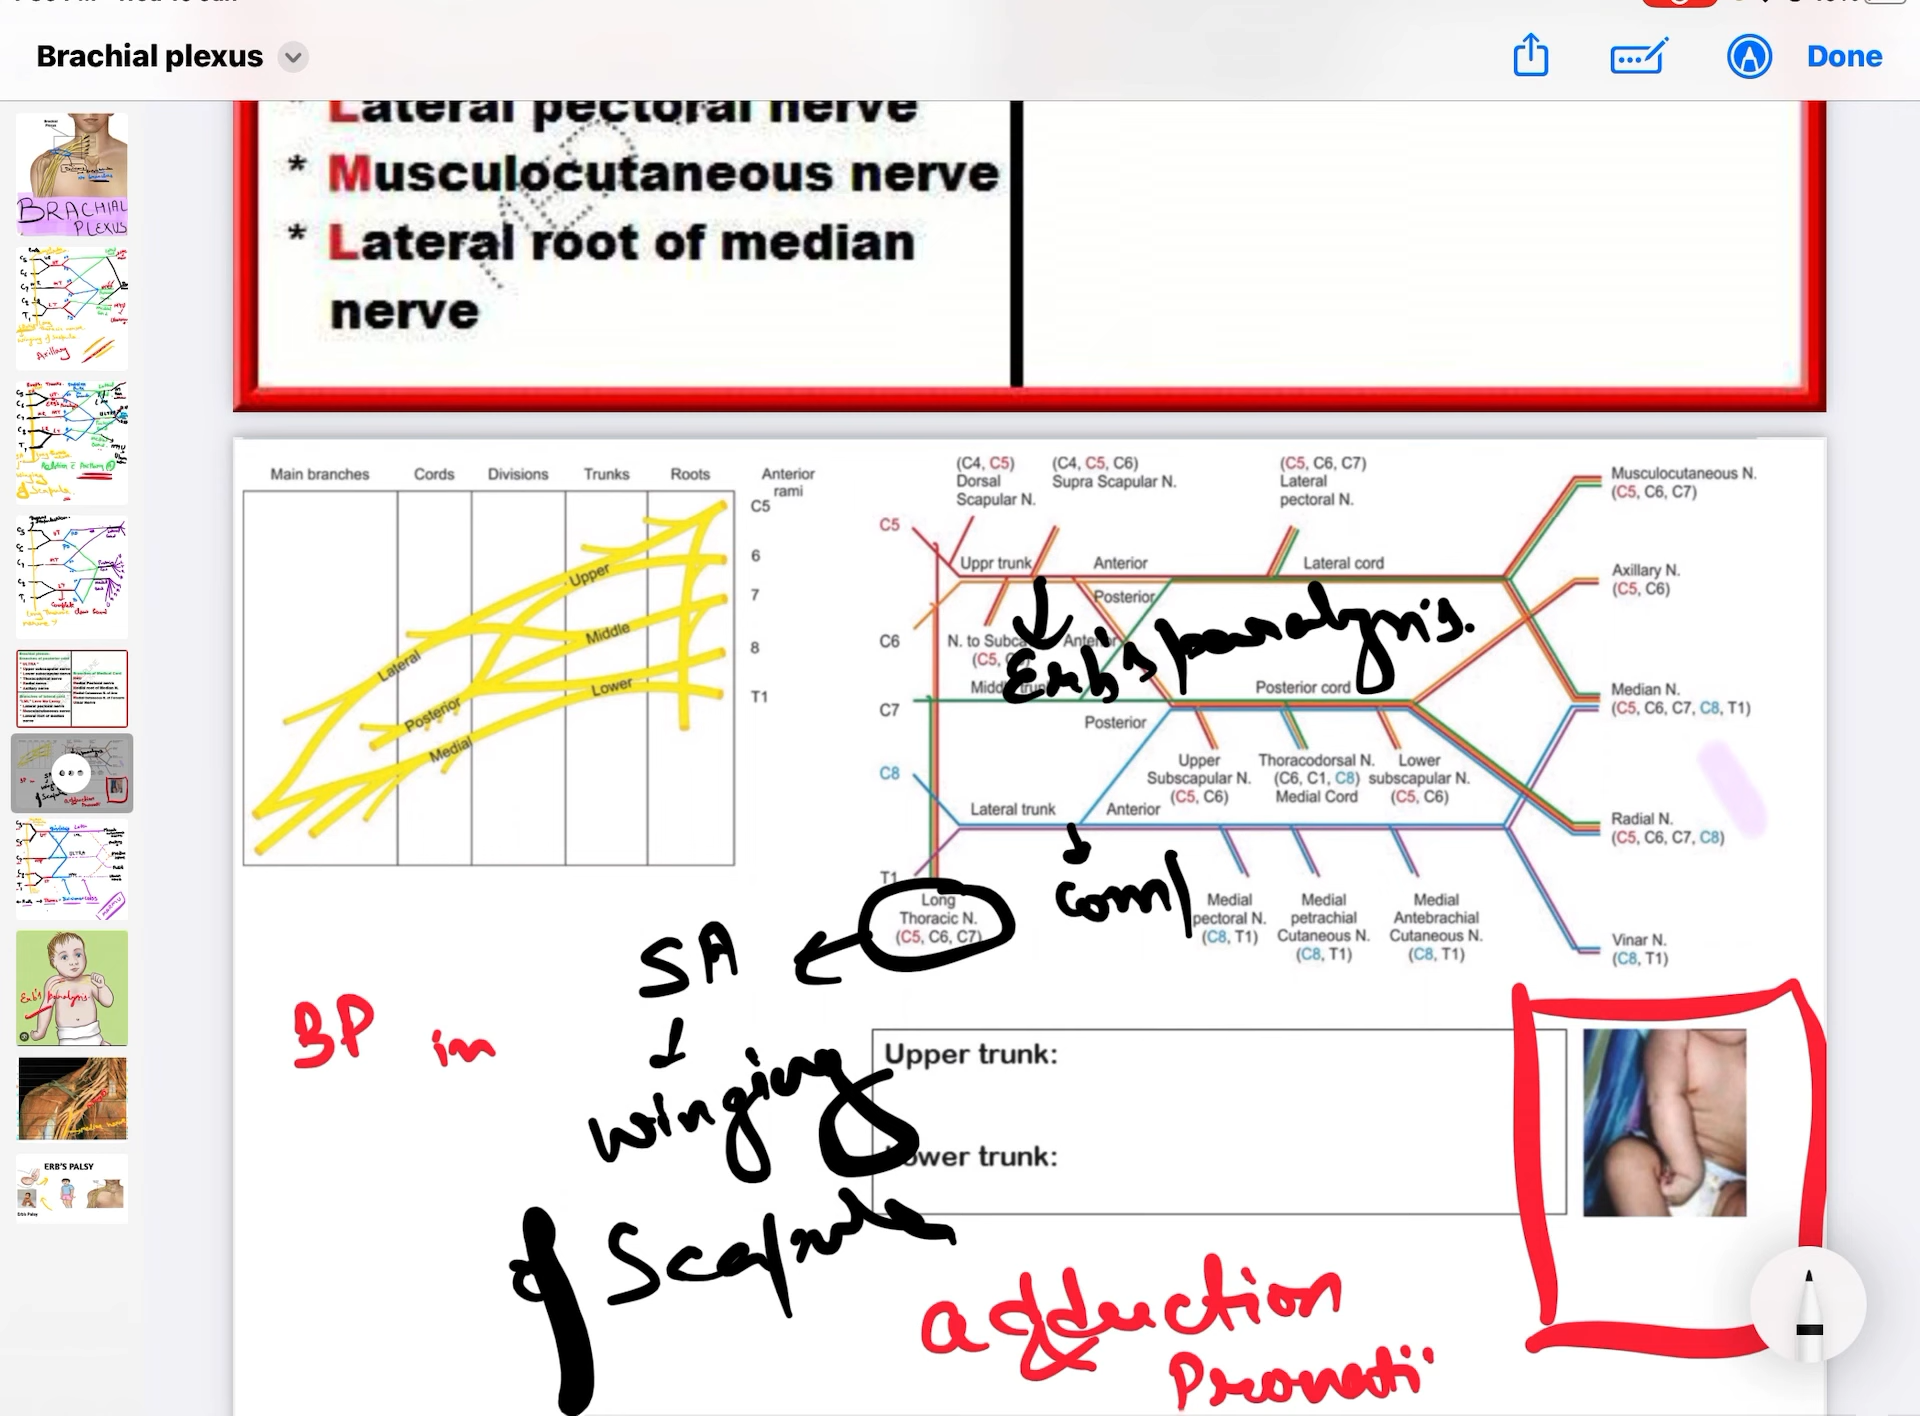 Brachial plexus
Done
* Lateral pectoral nerve
* Musculocutaneous nerve
* Lateral root of median
nerve
Main branches Cords Divisions Trunks Roots Anterior
rami
C5
6
7
8
T1
Upper
Middle
Lower
Lateral
Posterior
Medial
(C4, C5)
Dorsal
Scapular N.
(C4, C5, C6)
Supra Scapular N.
(C5, C6, C7)
Lateral
pectoral N.
Musculocutaneous N.
(C5, C6, C7)
C5
Uppr trunk
Anterior
Lateral cord
Axillary N.
(C5, C6)
Posterior
C6
N. to Subc
(C5,
Anterior
Erb's paralysis.
Posterior cord
Median N.
(C5, C6, C7, C8, T1)
C7
Posterior
C8
Upper
Subscapular N.
(C5, C6)
Thoracodorsal N.
(C6, C1, C8)
Medial Cord
Lower
subscapular N.
(C5, C6)
Lateral trunk
Anterior
Radial N.
(C5, C6, C7, C8)
T1
Long
Thoracic N.
(C5, C6, C7)
Medial
pectoral N.
(C8, T1)
Medial
petrachial
Cutaneous N.
(C8, T1)
Medial
Antebrachial
Cutaneous N.
(C8, T1)
Vinar N.
(C8, T1)
SA
BP in
winging
of Scapula
Upper trunk:
Lower trunk:
adduction
Pronati
BRACHIAL
PLEXUS
Erb's Paralysis
ERB'S PALSY